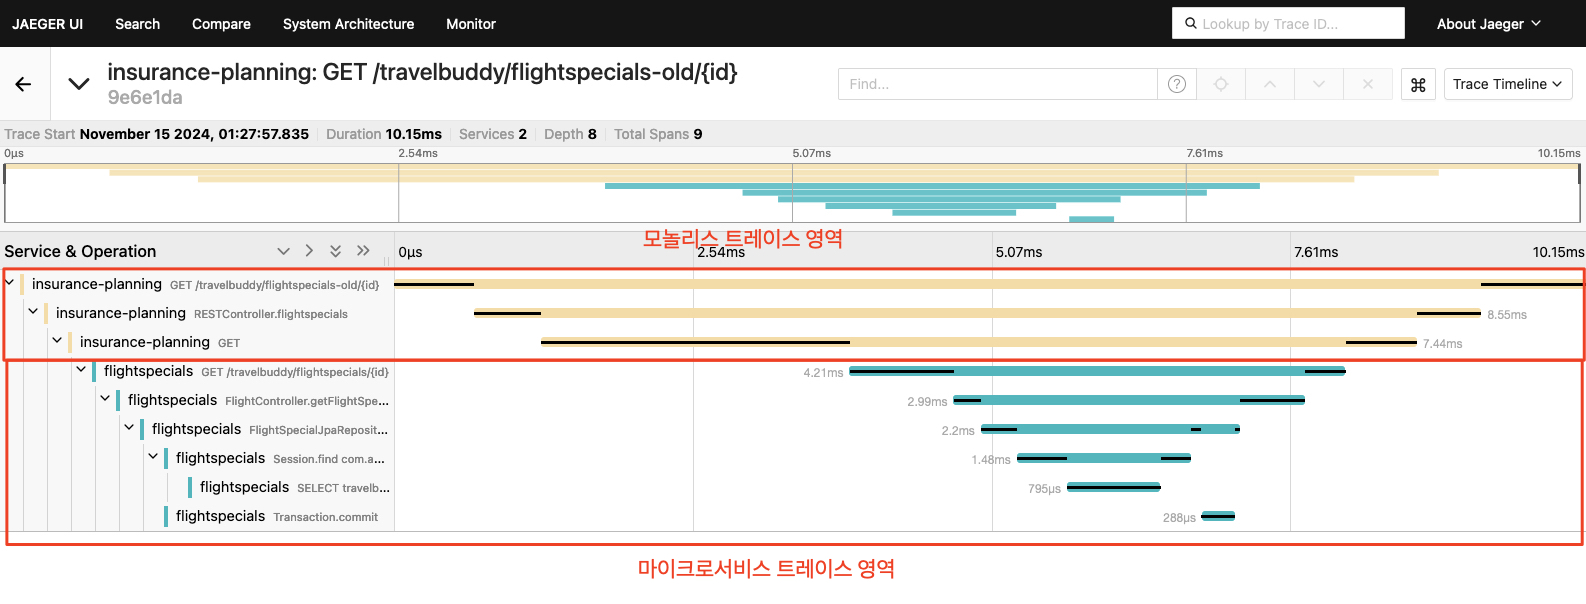 JAEGER UI Search Compare System Architecture Monitor Lookup by Trace ID... About Jaeger
insurance-planning: GET /travelbuddy/flightspecials-old/{id}
9e6e1da
Find... ? ⌘ Trace Timeline
Trace Start November 15 2024, 01:27:57.835 Duration 10.15ms Services 2 Depth 8 Total Spans 9
0μs 2.54ms 5.07ms 7.61ms 10.15ms
모놀리스 트레이스 영역
Service & Operation 0μs 2.54ms 5.07ms 7.61ms 10.15ms
insurance-planning GET /travelbuddy/flightspecials-old/{id}
insurance-planning RESTController.flightspecials 8.55ms
insurance-planning GET 7.44ms
flightspecials GET /travelbuddy/flightspecials/{id} 4.21ms
flightspecials FlightController.getFlightSpe... 2.99ms
flightspecials FlightSpecialJpaReposit... 2.2ms
flightspecials Session.find com.a... 1.48ms
flightspecials SELECT travelb... 795μs
flightspecials Transaction.commit 288μs
마이크로서비스 트레이스 영역